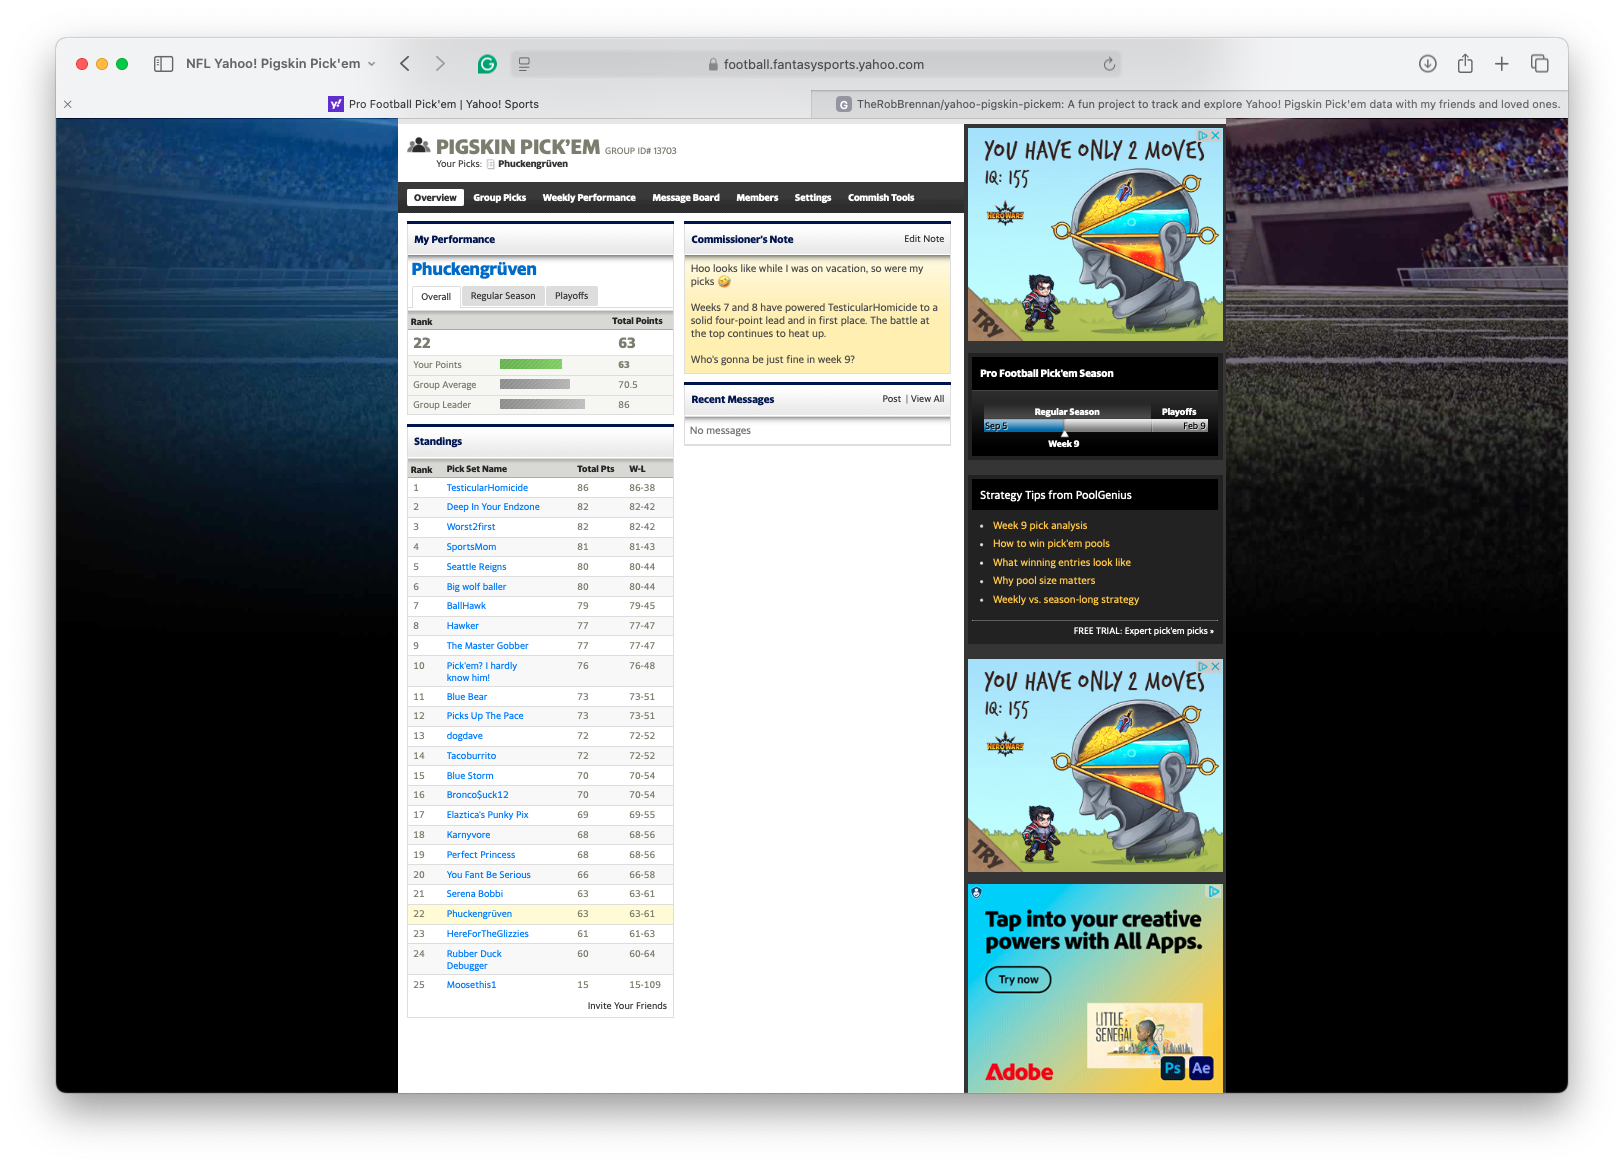 NFL Yahoo! Pigskin Pick'em
football.fantasysports.yahoo.com
Pro Football Pick'em | Yahoo! Sports
G TheRobBrennan/yahoo-pigskin-pickem: A fun project to track and explore Yahoo! Pigskin Pick'em data with my friends and loved ones.
PIGSKIN PICK'EM GROUP ID# 13703
Your Picks: Phuckengrüven
Overview Group Picks Weekly Performance Message Board Members Settings Commish Tools
My Performance
Phuckengrüven
Overall Regular Season Playoffs
Rank Total Points
22 63
Your Points 63
Group Average 70.5
Group Leader 86
Standings
Rank Pick Set Name Total Pts W-L
1 TesticularHomicide 86 86-38
2 Deep In Your Endzone 82 82-42
3 Worst2first 82 82-42
4 SportsMom 81 81-43
5 Seattle Reigns 80 80-44
6 Big wolf baller 80 80-44
7 BallHawk 79 79-45
8 Hawker 77 77-47
9 The Master Gobber 77 77-47
10 Pick'em? I hardly 76 76-48
know him!
11 Blue Bear 73 73-51
12 Picks Up The Pace 73 73-51
13 dogdave 72 72-52
14 Tacoburrito 72 72-52
15 Blue Storm 70 70-54
16 Bronco$uck12 70 70-54
17 Elaztica's Punky Pix 69 69-55
18 Karnyvore 68 68-56
19 Perfect Princess 68 68-56
20 You Fant Be Serious 66 66-58
21 Serena Bobbi 63 63-61
22 Phuckengrüven 63 63-61
23 HereForTheGlizzies 61 61-63
24 Rubber Duck 60 60-64
Debugger
25 Moosethis1 15 15-109
Invite Your Friends
Commissioner's Note Edit Note
Hoo looks like while I was on vacation, so were my
picks 🤣
Weeks 7 and 8 have powered TesticularHomicide to a
solid four-point lead and in first place. The battle at
the top continues to heat up.
Who's gonna be just fine in week 9?
Recent Messages Post | View All
No messages
YOU HAVE ONLY 2 MOVES
IQ: 155
HERO WARS
TRY
Pro Football Pick'em Season
Regular Season Playoffs
Sep 5 Feb 9
Week 9
Strategy Tips from PoolGenius
• Week 9 pick analysis
• How to win pick'em pools
• What winning entries look like
• Why pool size matters
• Weekly vs. season-long strategy
FREE TRIAL: Expert pick'em picks »
YOU HAVE ONLY 2 MOVES
IQ: 155
HERO WARS
TRY
Tap into your creative
powers with All Apps.
Try now
LITTLE
SENEGAL
Adobe
Ps Ae